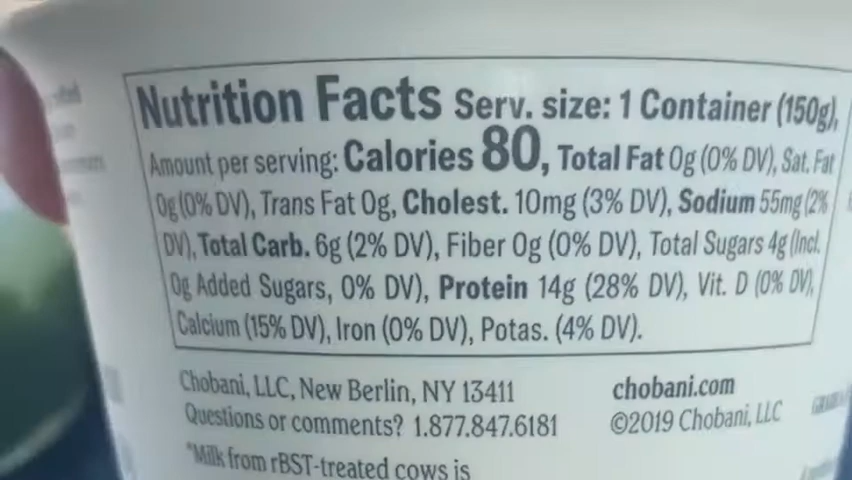 Nutrition Facts Serv. size: 1 Container (150g),
Amount per serving: Calories 80, Total Fat 0g (0% DV), Sat. Fat
0g (0% DV), Trans Fat 0g, Cholest. 10mg (3% DV), Sodium 55mg (2%
DV), Total Carb. 6g (2% DV), Fiber 0g (0% DV), Total Sugars 4g (Incl.
0g Added Sugars, 0% DV), Protein 14g (28% DV), Vit. D (0% DV),
Calcium (15% DV), Iron (0% DV), Potas. (4% DV).
Chobani, LLC, New Berlin, NY 13411
Questions or comments? 1.877.847.6181
chobani.com
©2019 Chobani, LLC
*Milk from rBST-treated cows is